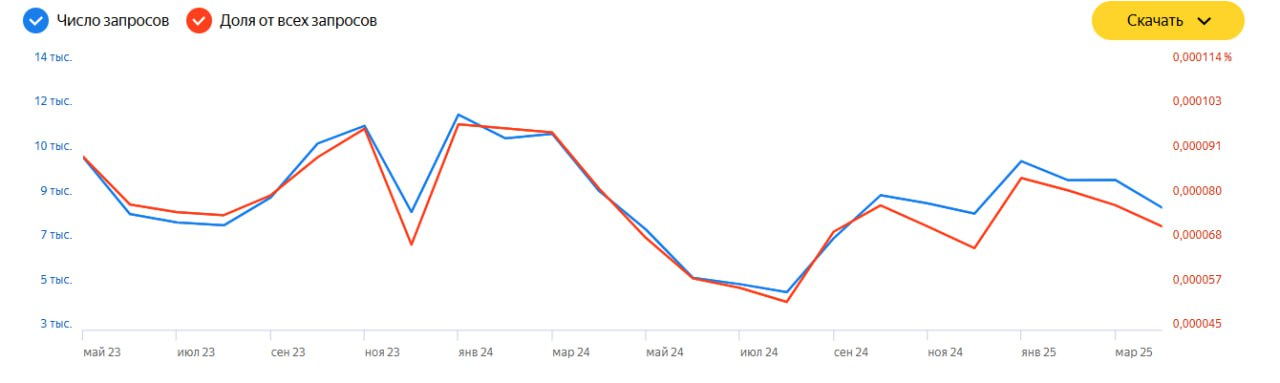 Число запросов Доля от всех запросов Скачать
14 тыс. 0,000114 %
12 тыс. 0,000103
10 тыс. 0,000091
9 тыс. 0,000080
7 тыс. 0,000068
5 тыс. 0,000057
3 тыс. 0,000045
май 23 июл 23 сен 23 ноя 23 янв 24 мар 24 май 24 июл 24 сен 24 ноя 24 янв 25 мар 25